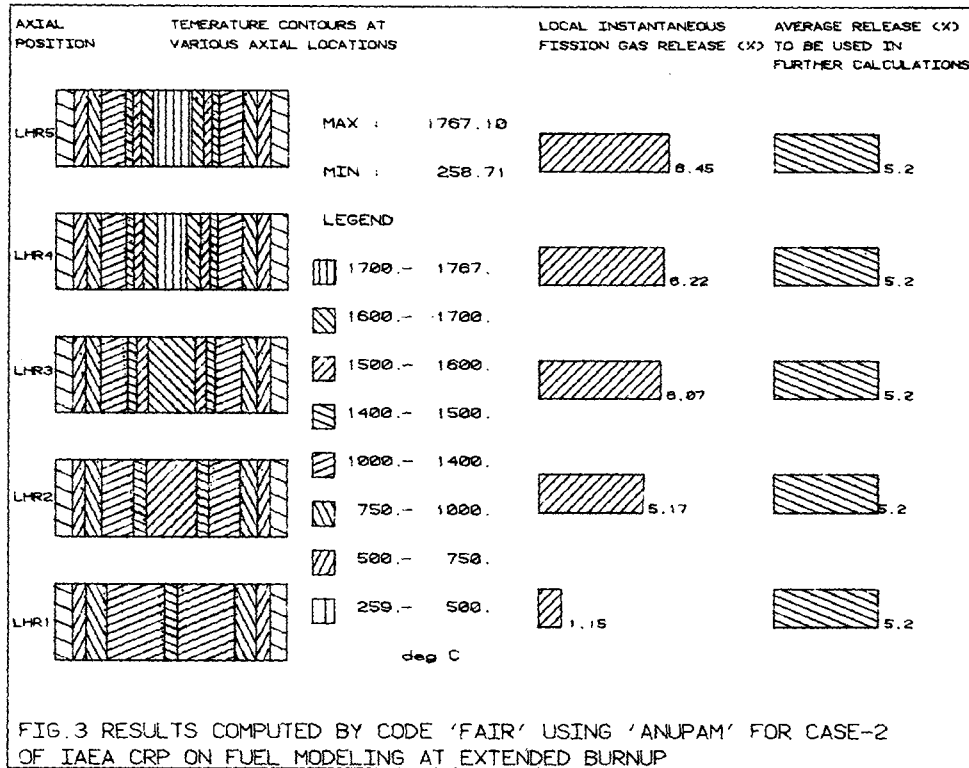 AXIAL POSITION
TEMERATURE CONTOURS AT VARIOUS AXIAL LOCATIONS
LOCAL INSTANTANEOUS FISSION GAS RELEASE (%)
AVERAGE RELEASE (%) TO BE USED IN FURTHER CALCULATIONS
LHR5
LHR4
LHR3
LHR2
LHR1
MAX : 1767.10
MIN : 258.71
LEGEND
1700.- 1767.
1600.- 1700.
1500.- 1600.
1400.- 1500.
1000.- 1400.
750.- 1000.
500.- 750.
259.- 500.
deg C
6.45
6.22
6.07
5.17
1.15
5.2
5.2
5.2
5.2
5.2
FIG.3 RESULTS COMPUTED BY CODE 'FAIR' USING 'ANUPAM' FOR CASE-2
OF IAEA CRP ON FUEL MODELING AT EXTENDED BURNUP